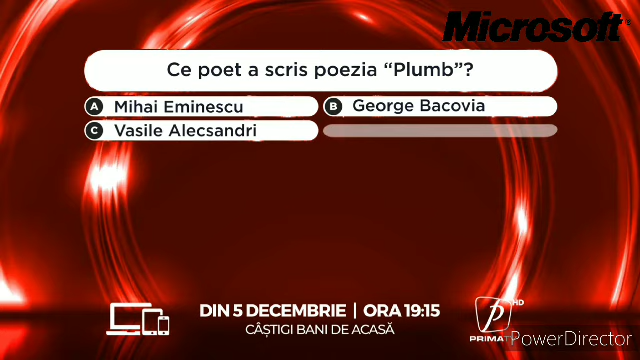 Microsoft
Ce poet a scris poezia “Plumb”?
A Mihai Eminescu
B George Bacovia
C Vasile Alecsandri
DIN 5 DECEMBRIE | ORA 19:15
CÂȘTIGI BANI DE ACASĂ
HD
PRIMA TV
PowerDirector